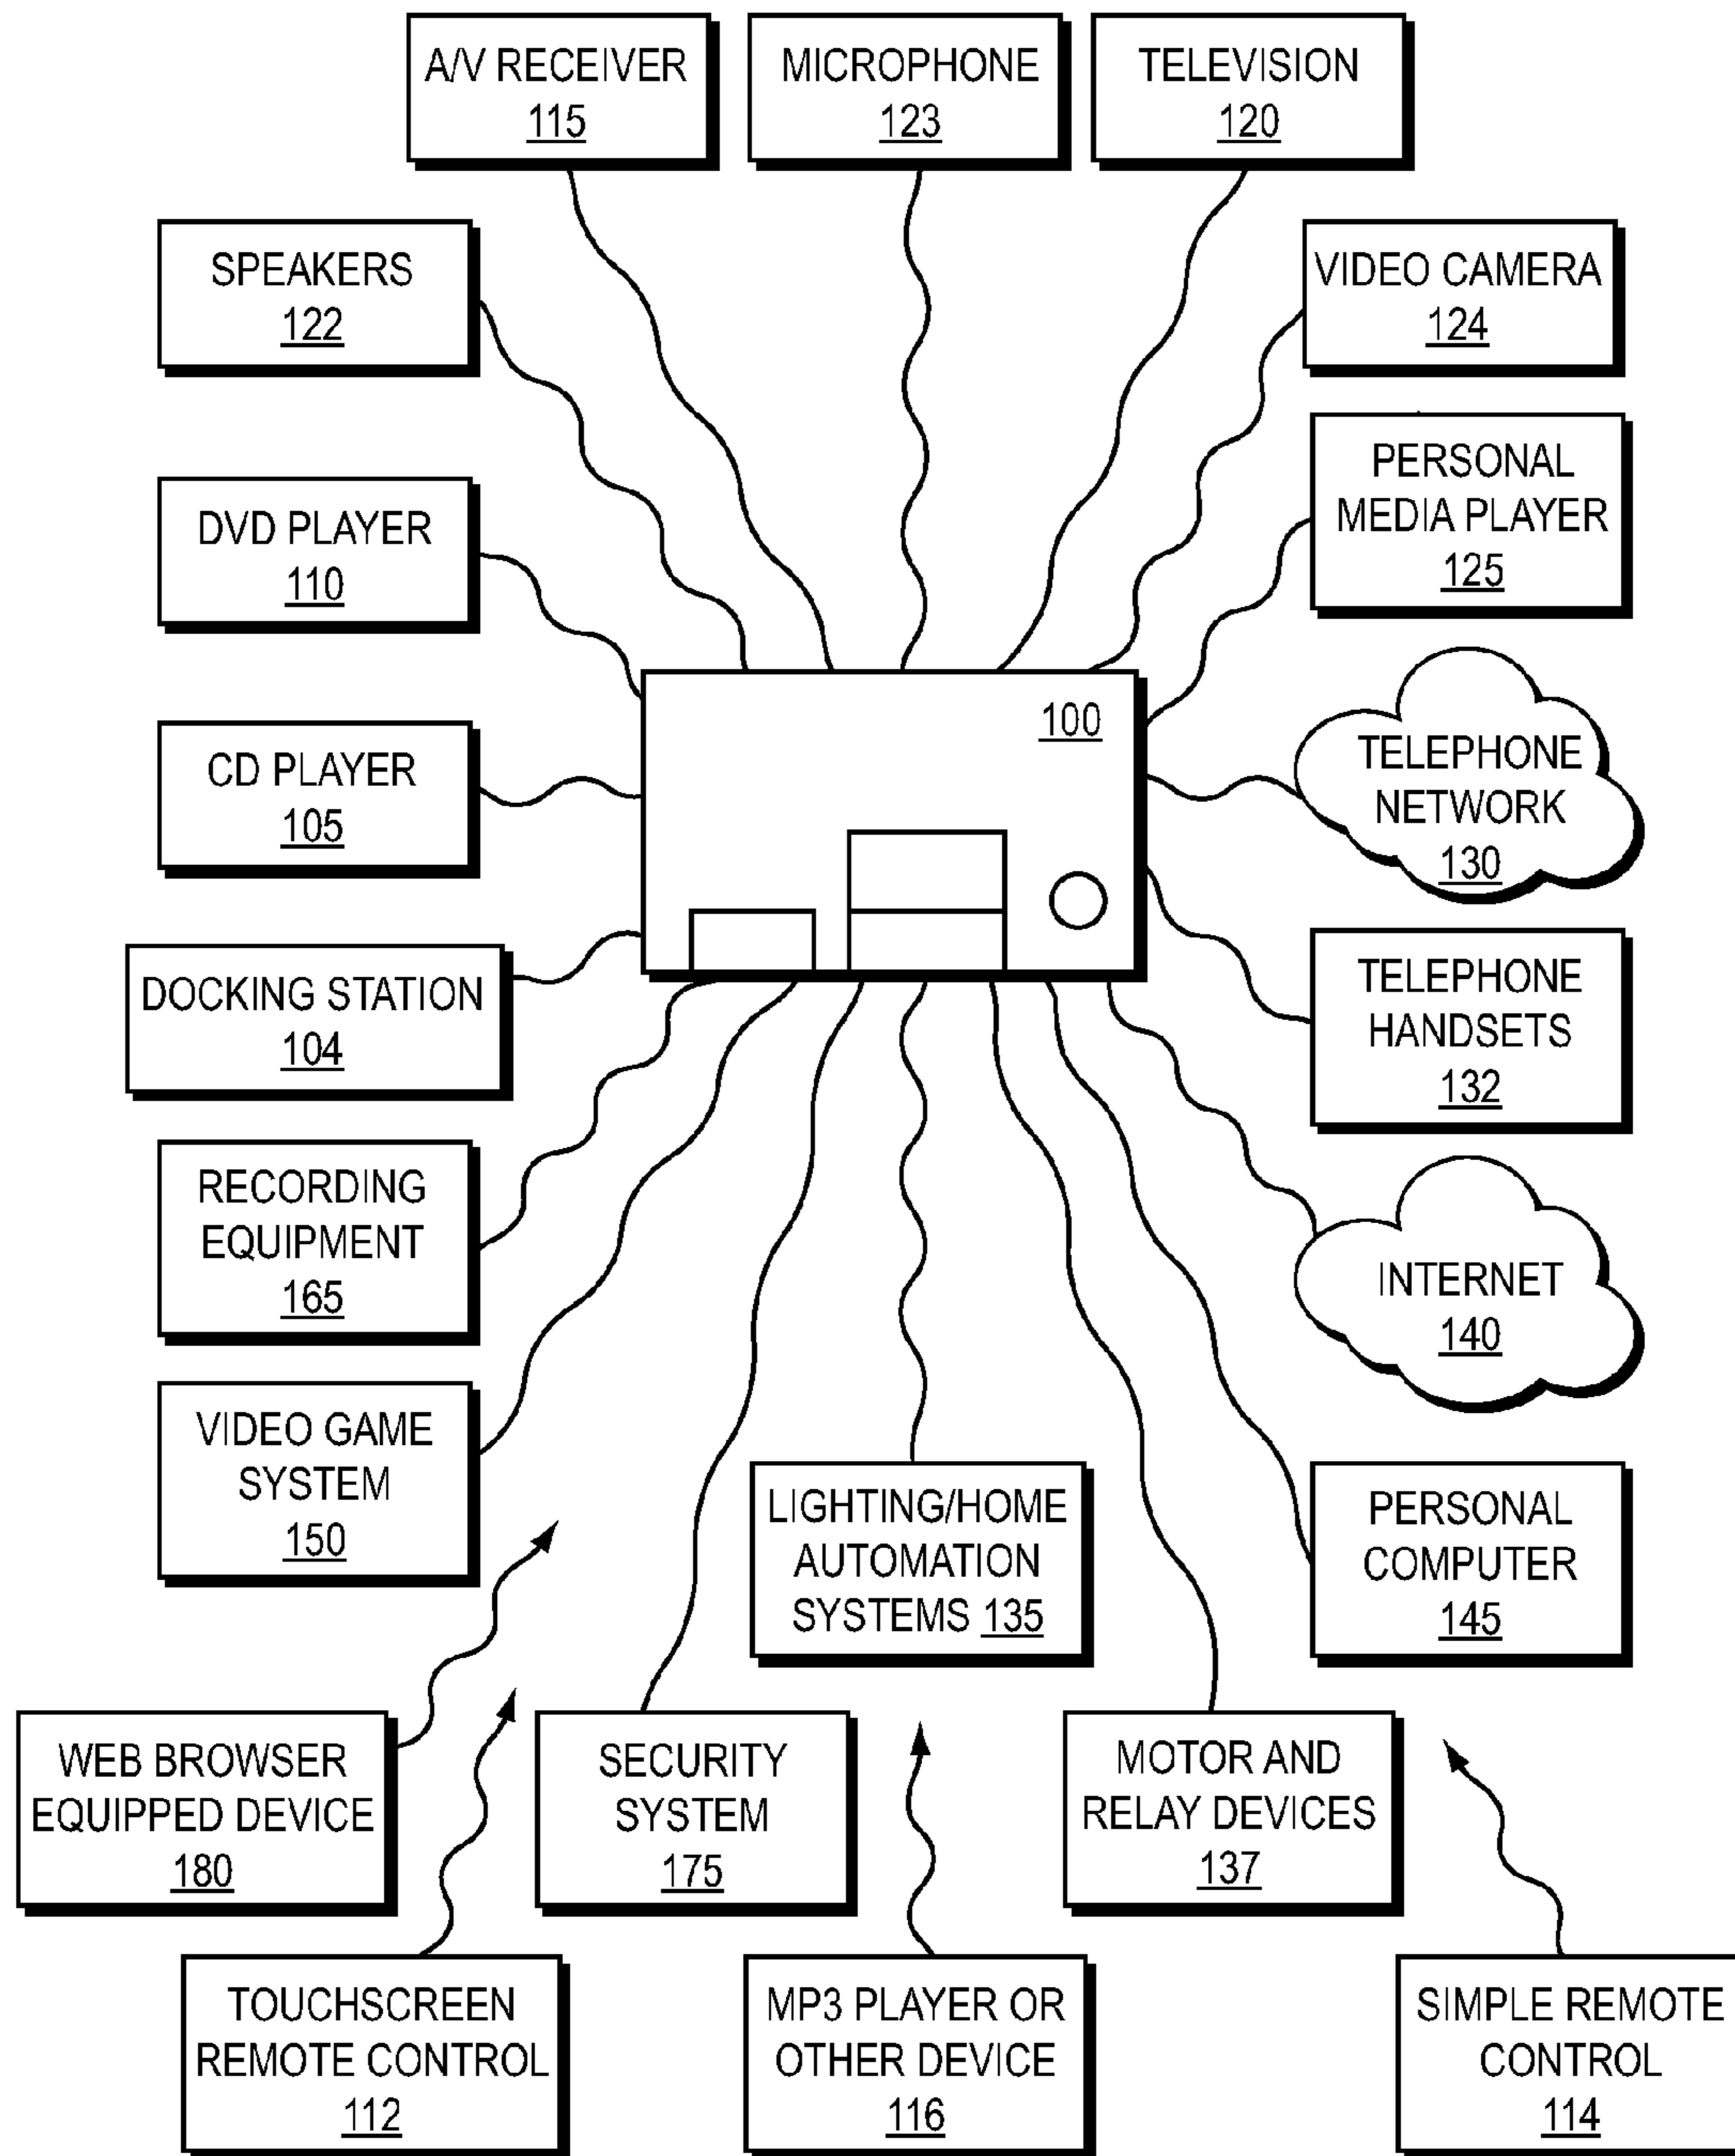 A/V RECEIVER
115
MICROPHONE
123
TELEVISION
120
SPEAKERS
122
VIDEO CAMERA
124
DVD PLAYER
110
PERSONAL
MEDIA PLAYER
125
100
CD PLAYER
105
TELEPHONE
NETWORK
130
DOCKING STATION
104
TELEPHONE
HANDSETS
132
RECORDING
EQUIPMENT
165
INTERNET
140
VIDEO GAME
SYSTEM
150
LIGHTING/HOME
AUTOMATION
SYSTEMS 135
PERSONAL
COMPUTER
145
WEB BROWSER
EQUIPPED DEVICE
180
SECURITY
SYSTEM
175
MOTOR AND
RELAY DEVICES
137
TOUCHSCREEN
REMOTE CONTROL
112
MP3 PLAYER OR
OTHER DEVICE
116
SIMPLE REMOTE
CONTROL
114